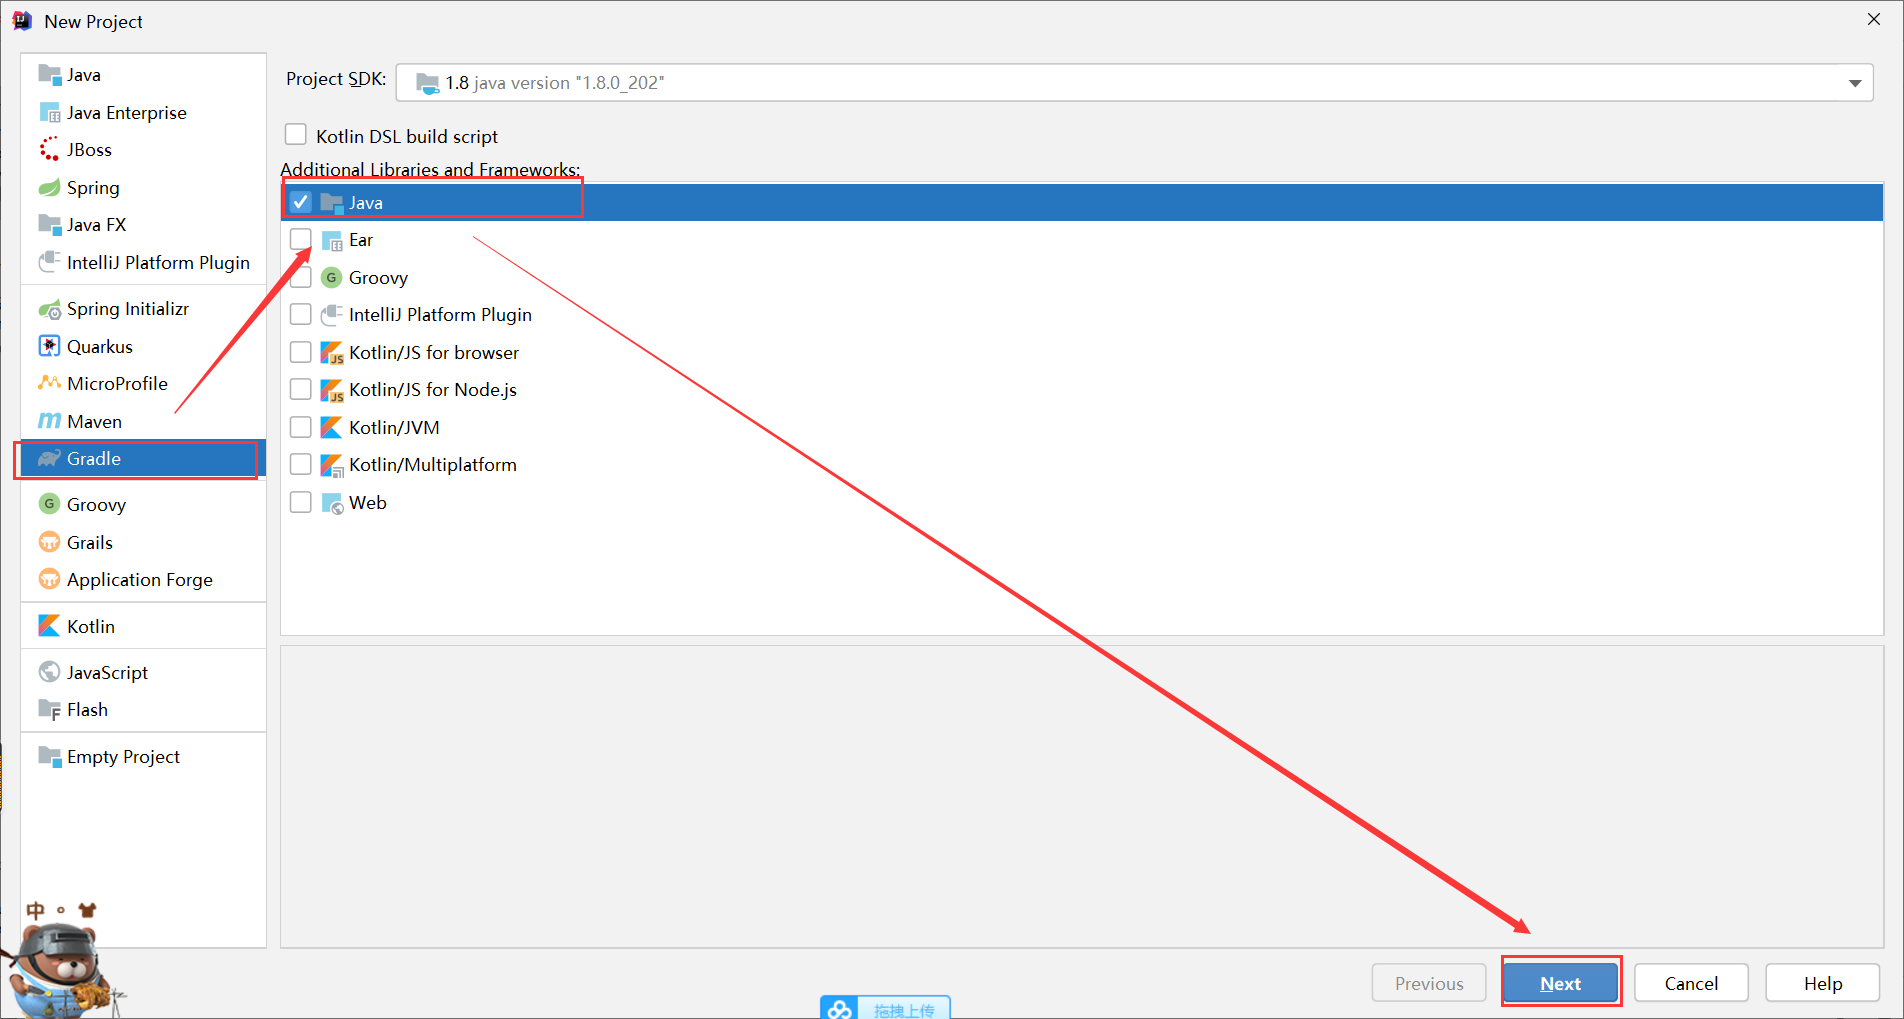 New Project
Java
Java Enterprise
JBoss
Spring
Java FX
IntelliJ Platform Plugin
Spring Initializr
Quarkus
MicroProfile
Maven
Gradle
Groovy
Grails
Application Forge
Kotlin
JavaScript
Flash
Empty Project
Project SDK: 1.8 java version "1.8.0_202"
Kotlin DSL build script
Additional Libraries and Frameworks:
Java
Ear
Groovy
IntelliJ Platform Plugin
Kotlin/JS for browser
Kotlin/JS for Node.js
Kotlin/JVM
Kotlin/Multiplatform
Web
中
拖拽上传
Previous Next Cancel Help